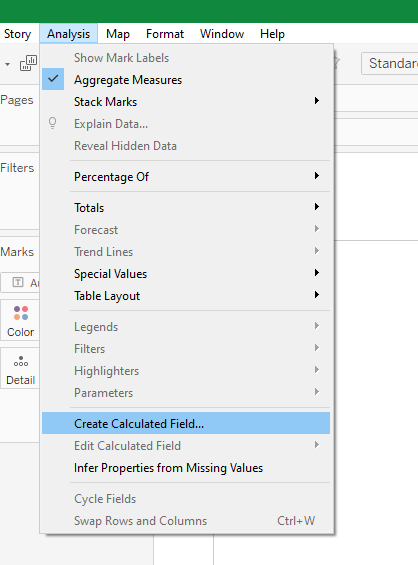 Story Analysis Map Format Window Help
Show Mark Labels
Standard
Pages
Aggregate Measures
Stack Marks
Explain Data...
Reveal Hidden Data
Filters
Percentage Of
Totals
Forecast
Marks
Trend Lines
Special Values
Table Layout
Legends
Color
Filters
Highlighters
Detail
Parameters
Create Calculated Field...
Edit Calculated Field
Infer Properties from Missing Values
Cycle Fields
Swap Rows and Columns Ctrl+W